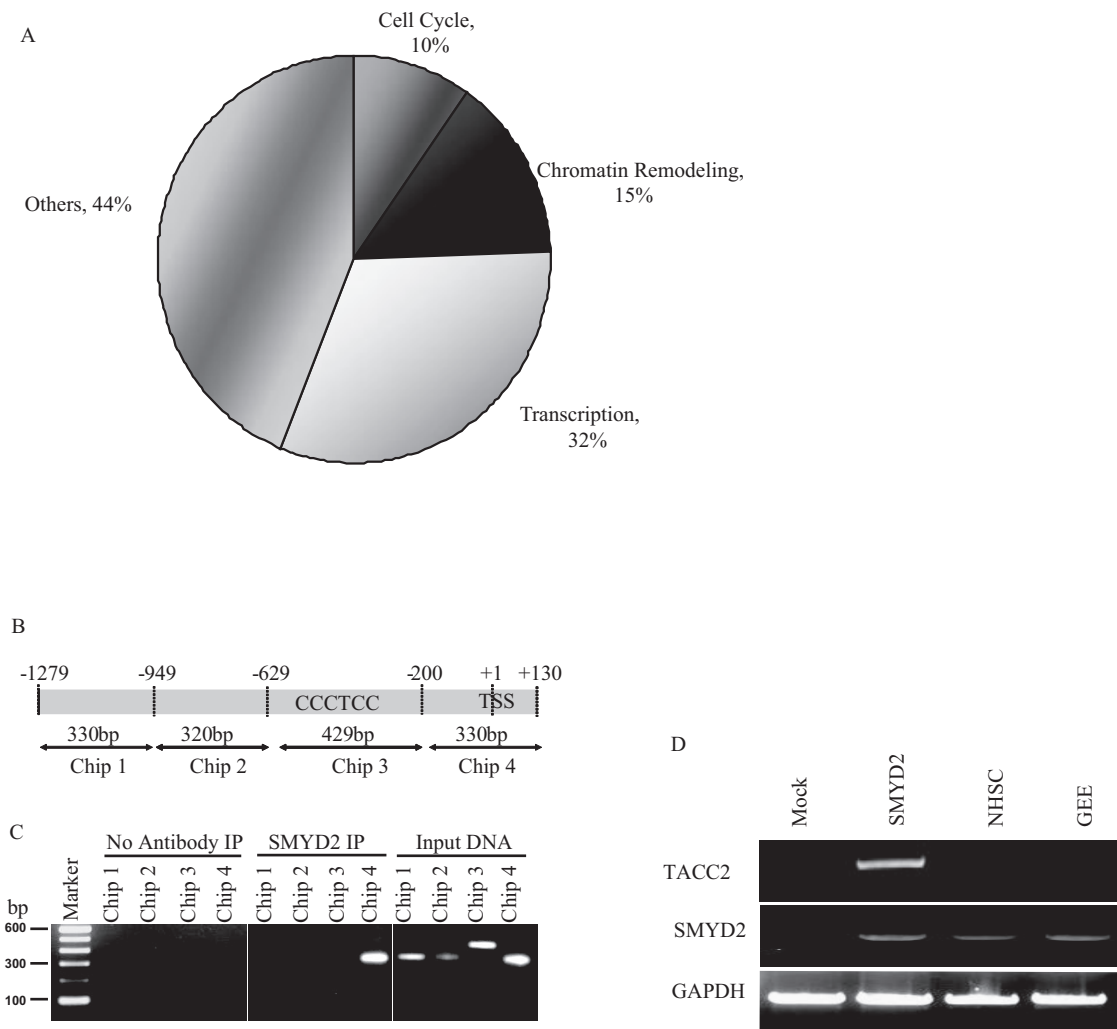 A
Cell Cycle,
10%
Chromatin Remodeling,
15%
Others, 44%
Transcription,
32%
B
-1279 -949 -629 -200 +1 +130
CCCTCC TSS
330bp 320bp 429bp 330bp
Chip 1 Chip 2 Chip 3 Chip 4
C
No Antibody IP SMYD2 IP Input DNA
Marker Chip 1 Chip 2 Chip 3 Chip 4 Chip 1 Chip 2 Chip 3 Chip 4 Chip 1 Chip 2 Chip 3 Chip 4
bp
600
300
100
D
Mock SMYD2 NHSC GEE
TACC2
SMYD2
GAPDH